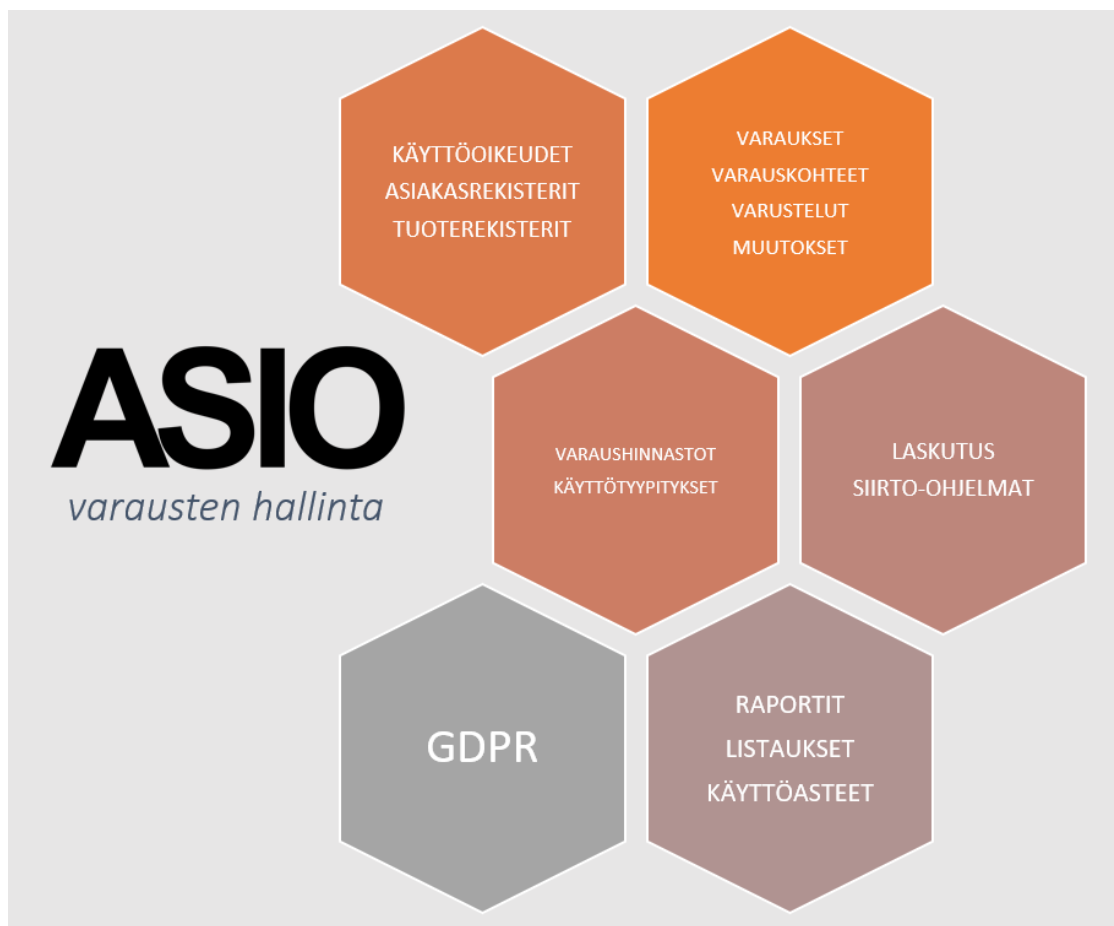 KÄYTTÖOIKEUDET
ASIAKASREKISTERIT
TUOTEREKISTERIT
VARAUKSET
VARAUSKOHTEET
VARUSTELUT
MUUTOKSET
ASIO
varausten hallinta
VARAUSHINNASTOT
KÄYTTÖTYYPITYKSET
LASKUTUS
SIIRTO-OHJELMAT
GDPR
RAPORTIT
LISTAUKSET
KÄYTTÖASTEET